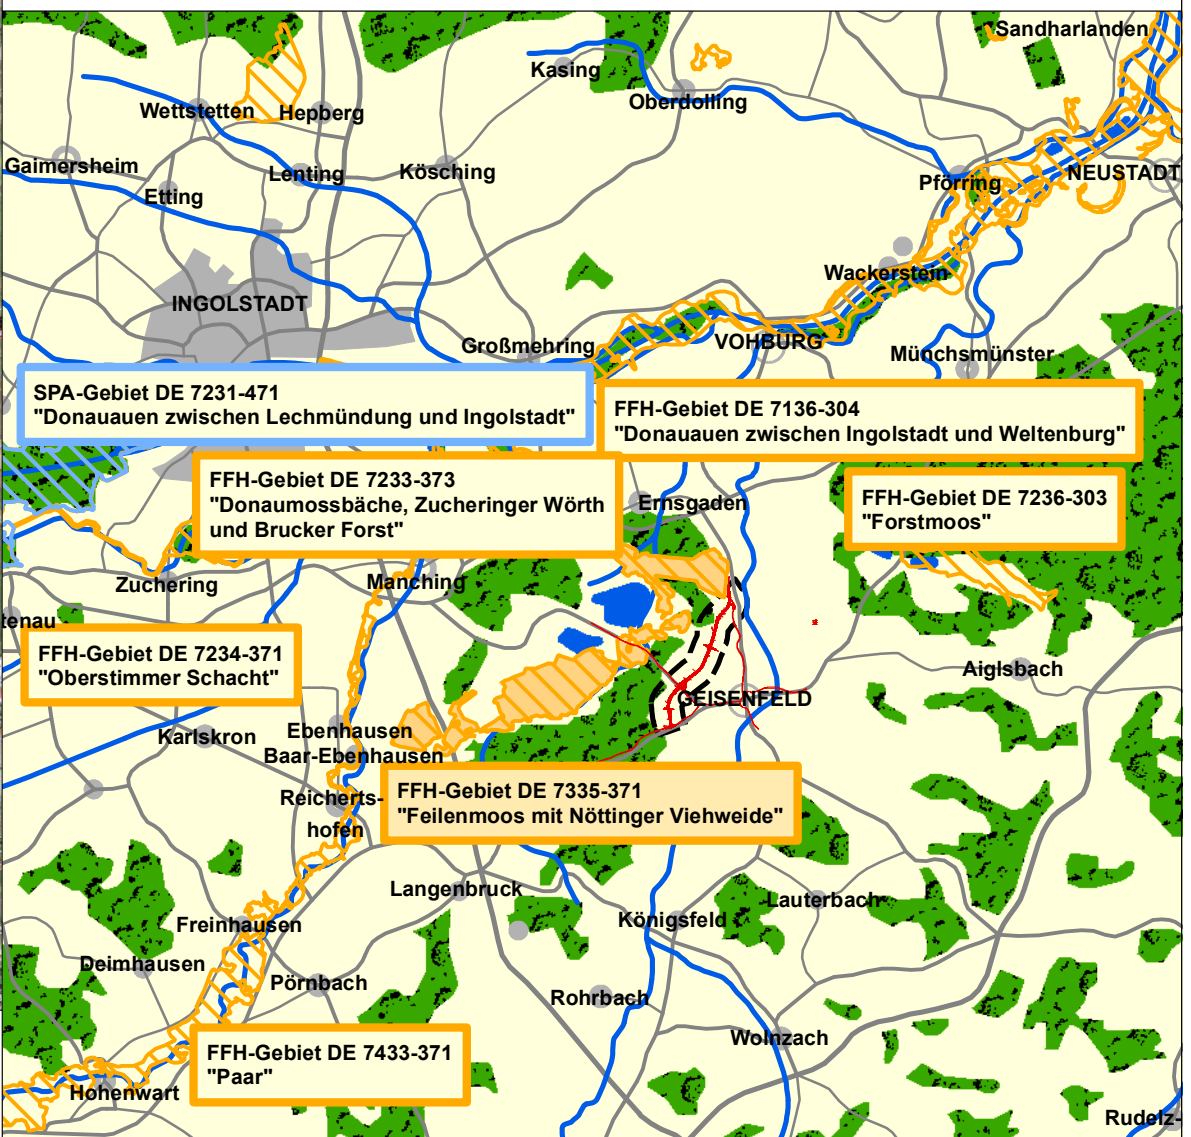 Sandharlanden
Kasing
Oberdolling
Wettstetten
Hepberg
Gaimersheim
Lenting
Kösching
Etting
Pförring
NEUSTADT
Wackerstein
INGOLSTADT
Großmehring
VOHBURG
Münchsmünster
SPA-Gebiet DE 7231-471
"Donauauen zwischen Lechmündung und Ingolstadt"
FFH-Gebiet DE 7136-304
"Donauauen zwischen Ingolstadt und Weltenburg"
FFH-Gebiet DE 7233-373
"Donaumossbäche, Zucheringer Wörth
und Brucker Forst"
Ernsgaden
FFH-Gebiet DE 7236-303
"Forstmoos"
Zuchering
Manching
tenau
FFH-Gebiet DE 7234-371
"Oberstimmer Schacht"
Aiglsbach
GEISENFELD
Karlskron
Ebenhausen
Baar-Ebenhausen
Reicherts-
hofen
FFH-Gebiet DE 7335-371
"Feilenmoos mit Nöttinger Viehweide"
Langenbruck
Lauterbach
Königsfeld
Freinhausen
Deimhausen
Pörnbach
Rohrbach
Wolnzach
FFH-Gebiet DE 7433-371
"Paar"
Hohenwart
Rudelz-